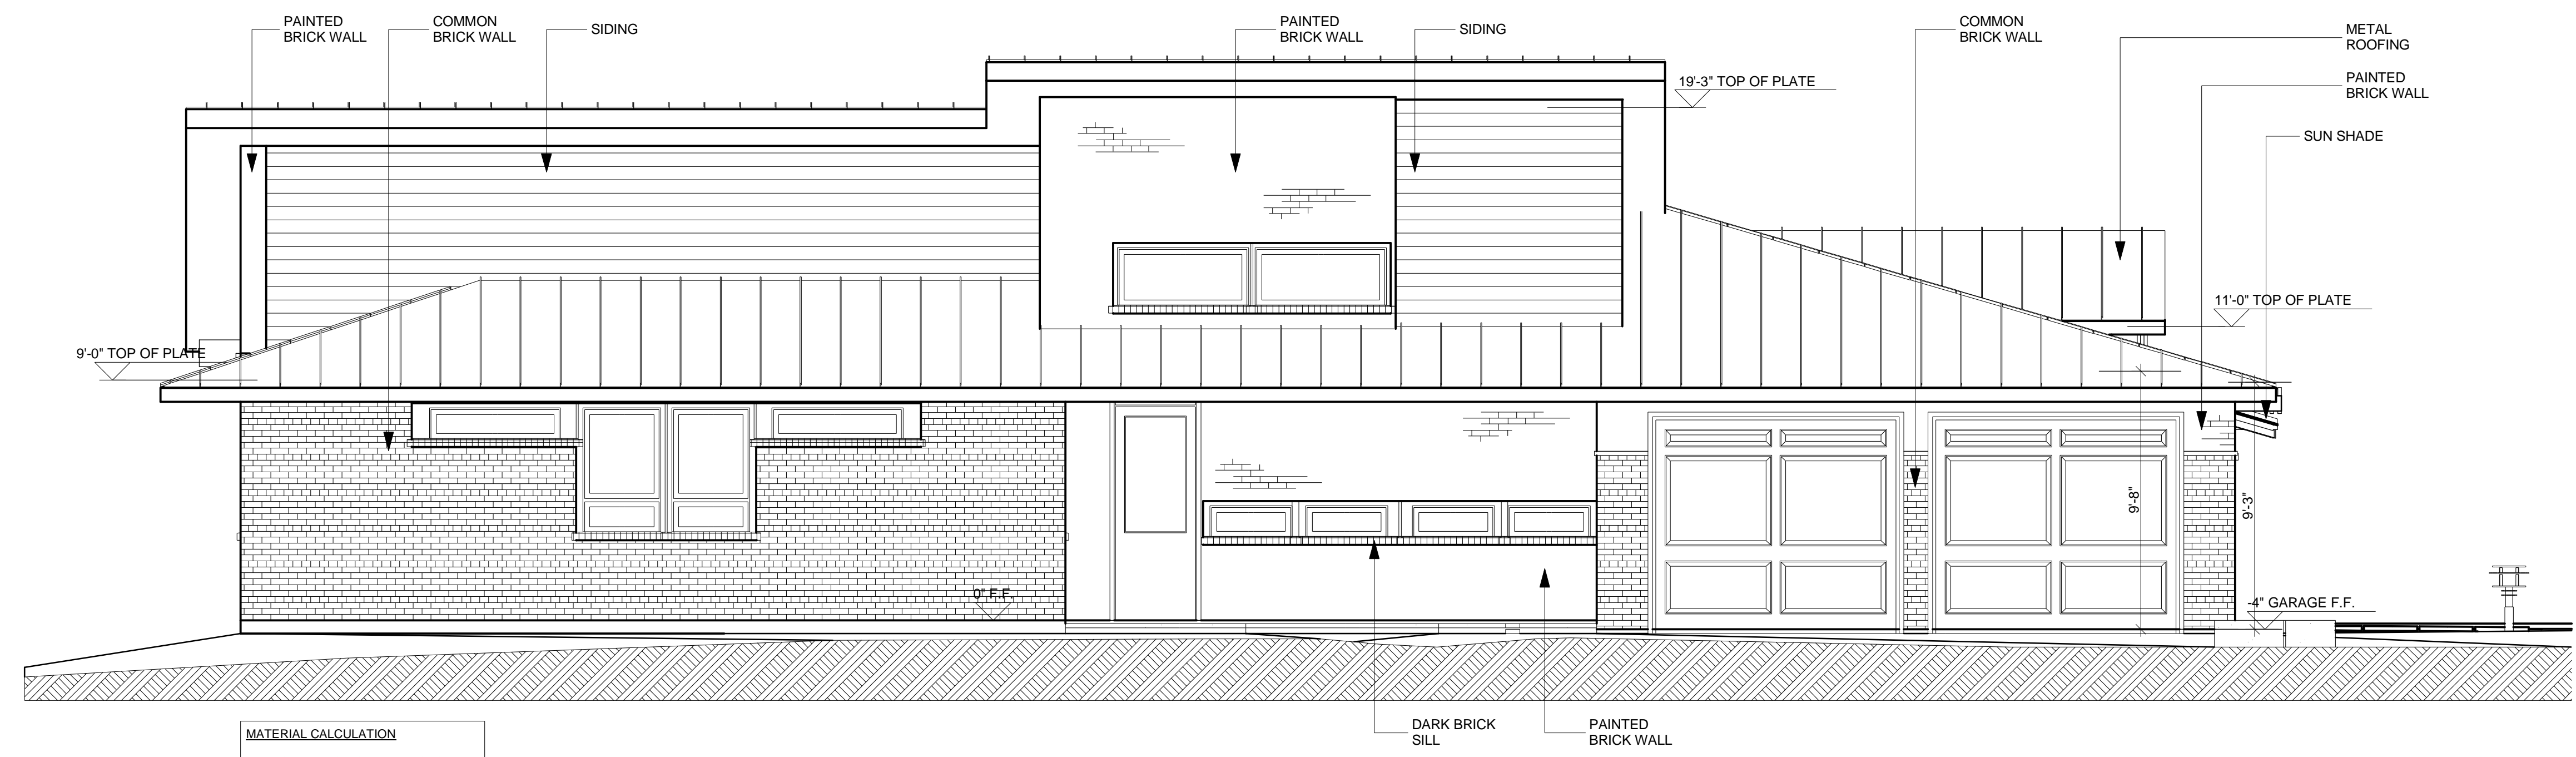 PAINTED
BRICK WALL
COMMON
BRICK WALL
SIDING
PAINTED
BRICK WALL
SIDING
COMMON
BRICK WALL
METAL
ROOFING
19'-3" TOP OF PLATE
PAINTED
BRICK WALL
SUN SHADE
11'-0" TOP OF PLATE
9'-0" TOP OF PLATE
9'-8"
9'-3"
0" F.F.
-4" GARAGE F.F.
DARK BRICK
SILL
PAINTED
BRICK WALL
MATERIAL CALCULATION